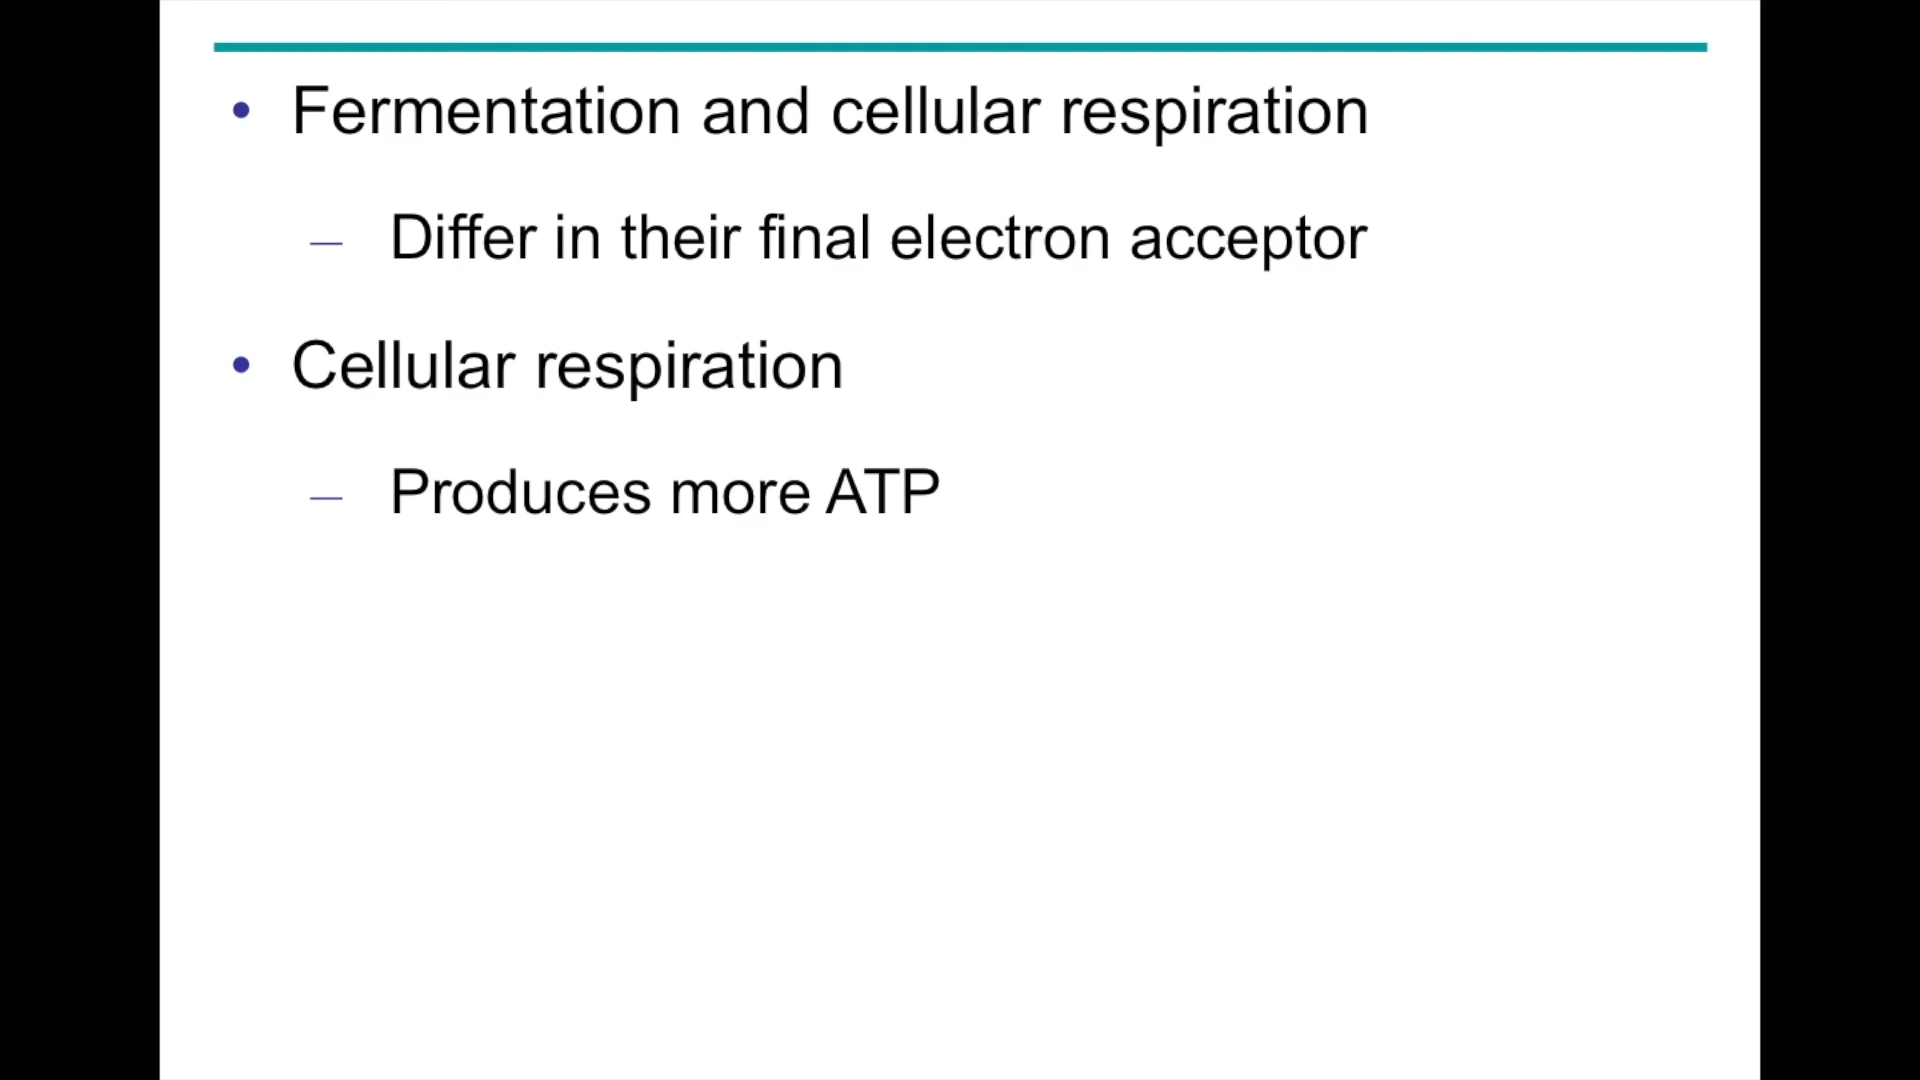 • Fermentation and cellular respiration
– Differ in their final electron acceptor
• Cellular respiration
– Produces more ATP